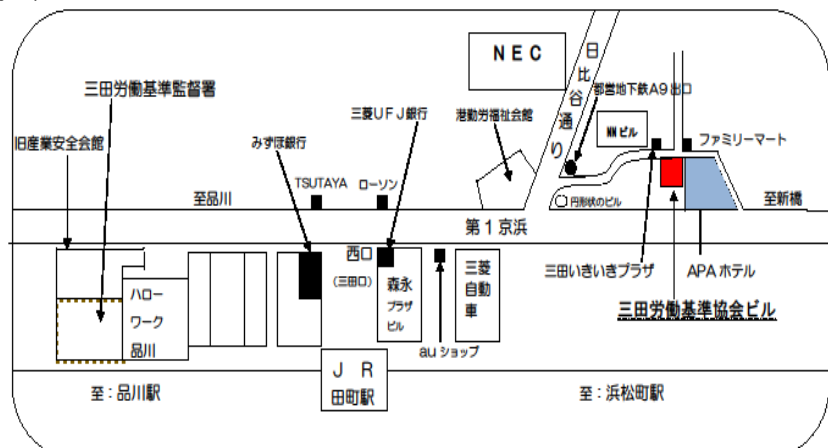 NEC
日比谷通り
三田労働基準監督署
都営地下鉄A9出口
三菱UFJ銀行
港勤労福祉会館
旧産業安全会館
みずほ銀行
NNビル
ファミリーマート
TSUTAYA
ローソン
至品川
円形状のビル
至新橋
第1京浜
西口
(三田口)
森永
プラザ
ビル
三菱
自動
車
三田いきいきプラザ
APAホテル
ハロー
ワーク
品川
三田労働基準協会ビル
auショップ
JR
田町駅
至:品川駅
至:浜松町駅